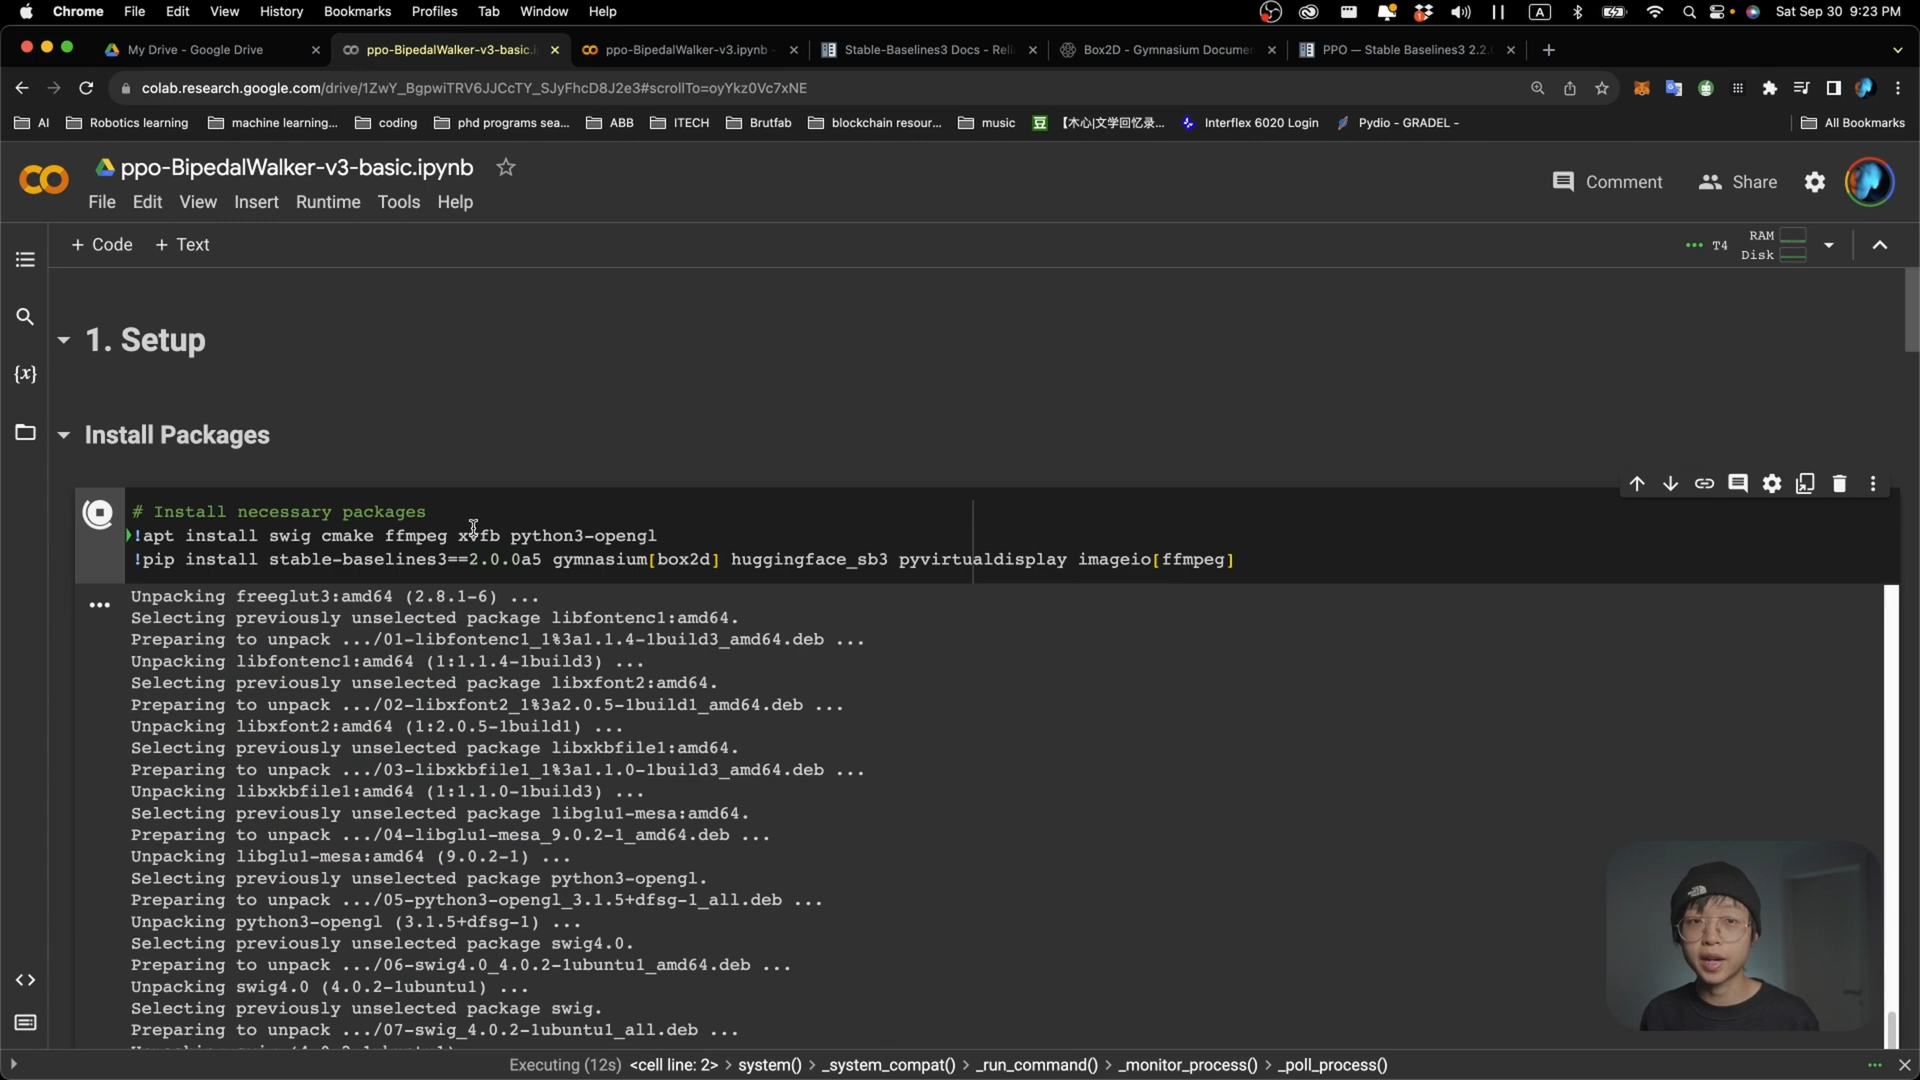 Chrome File Edit View History Bookmarks Profiles Tab Window Help A Sat Sep 30 9:23 PM
My Drive - Google Drive ppo-BipedalWalker-v3-basic. ppo-BipedalWalker-v3.ipynb - Stable-Baselines3 Docs - Reli Box2D - Gymnasium Docume PPO — Stable Baselines3 2.2.
colab.research.google.com/drive/1ZwY_BgpwiTRV6JJCcTY_SJyFhcD8J2e3#scrollTo=oyYkz0Vc7xNE
AI Robotics learning machine learning... coding phd programs sea... ABB ITECH Brutfab blockchain resour... music 豆 【木心|文学回忆录... Interflex 6020 Login Pydio - GRADEL - All Bookmarks
ppo-BipedalWalker-v3-basic.ipynb
Comment Share
File Edit View Insert Runtime Tools Help
+ Code + Text T4 RAM
Disk
1. Setup
{x}
Install Packages
# Install necessary packages
!apt install swig cmake ffmpeg xvfb python3-opengl
!pip install stable-baselines3==2.0.0a5 gymnasium[box2d] huggingface_sb3 pyvirtualdisplay imageio[ffmpeg]
Unpacking freeglut3:amd64 (2.8.1-6) ...
Selecting previously unselected package libfontenc1:amd64.
Preparing to unpack .../01-libfontenc1_1%3a1.1.4-1build3_amd64.deb ...
Unpacking libfontenc1:amd64 (1:1.1.4-1build3) ...
Selecting previously unselected package libxfont2:amd64.
Preparing to unpack .../02-libxfont2_1%3a2.0.5-1build1_amd64.deb ...
Unpacking libxfont2:amd64 (1:2.0.5-1build1) ...
Selecting previously unselected package libxkbfile1:amd64.
Preparing to unpack .../03-libxkbfile1_1%3a1.1.0-1build3_amd64.deb ...
Unpacking libxkbfile1:amd64 (1:1.1.0-1build3) ...
Selecting previously unselected package libglu1-mesa:amd64.
Preparing to unpack .../04-libglu1-mesa_9.0.2-1_amd64.deb ...
Unpacking libglu1-mesa:amd64 (9.0.2-1) ...
Selecting previously unselected package python3-opengl.
Preparing to unpack .../05-python3-opengl_3.1.5+dfsg-1_all.deb ...
Unpacking python3-opengl (3.1.5+dfsg-1) ...
Selecting previously unselected package swig4.0.
Preparing to unpack .../06-swig4.0_4.0.2-1ubuntu1_amd64.deb ...
Unpacking swig4.0 (4.0.2-1ubuntu1) ...
Selecting previously unselected package swig.
Preparing to unpack .../07-swig_4.0.2-1ubuntu1_all.deb ...
Executing (12s) <cell line: 2> > system() > _system_compat() > _run_command() > _monitor_process() > _poll_process()